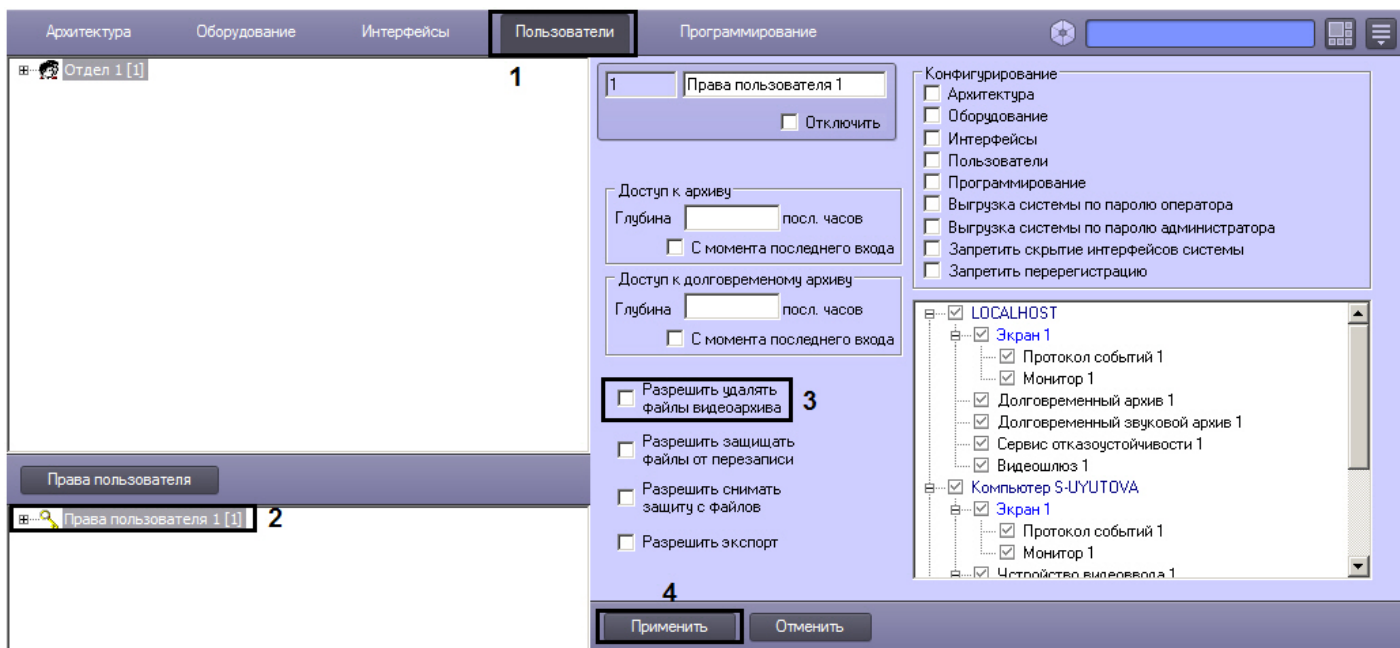 Архитектура Оборудование Интерфейсы Пользователи Программирование
1
Отдел 1 [1]
Права пользователя
Права пользователя 1 [1]
2
1 Права пользователя 1
Отключить
Доступ к архиву
Глубина посл. часов
С момента последнего входа
Доступ к долговременому архиву
Глубина посл. часов
С момента последнего входа
Разрешить удалять
файлы видеоархива
3
Разрешить защищать
файлы от перезаписи
Разрешить снимать
защиту с файлов
Разрешить экспорт
Конфигурирование
Архитектура
Оборудование
Интерфейсы
Пользователи
Программирование
Выгрузка системы по паролю оператора
Выгрузка системы по паролю администратора
Запретить скрытие интерфейсов системы
Запретить перерегистрацию
LOCALHOST
Экран 1
Протокол событий 1
Монитор 1
Долговременный архив 1
Долговременный звуковой архив 1
Сервис отказоустойчивости 1
Видеошлюз 1
Компьютер S-UYUTOVA
Экран 1
Протокол событий 1
Монитор 1
Устройство видеоввода 1
4
Применить Отменить